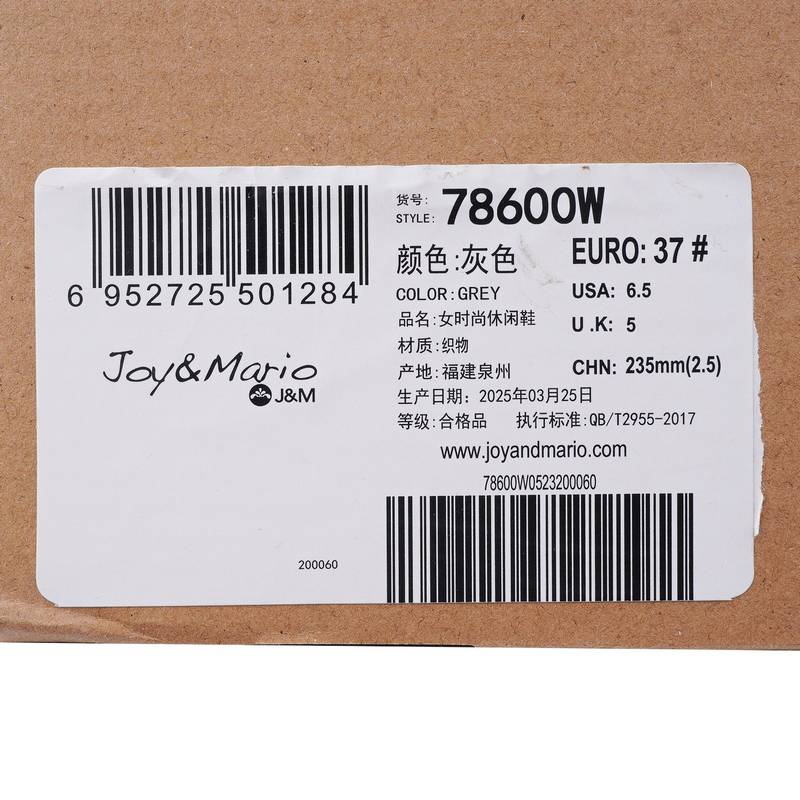 6 952725 501284
Joy&Mario
J&M
200060
货号:
STYLE: 78600W
颜色:灰色
COLOR:GREY
品名:女时尚休闲鞋
材质:织物
产地:福建泉州
生产日期: 2025年03月25日
等级:合格品 执行标准:QB/T2955-2017
EURO: 37 #
USA: 6.5
U .K: 5
CHN: 235mm(2.5)
www.joyandmario.com
78600W0523200060